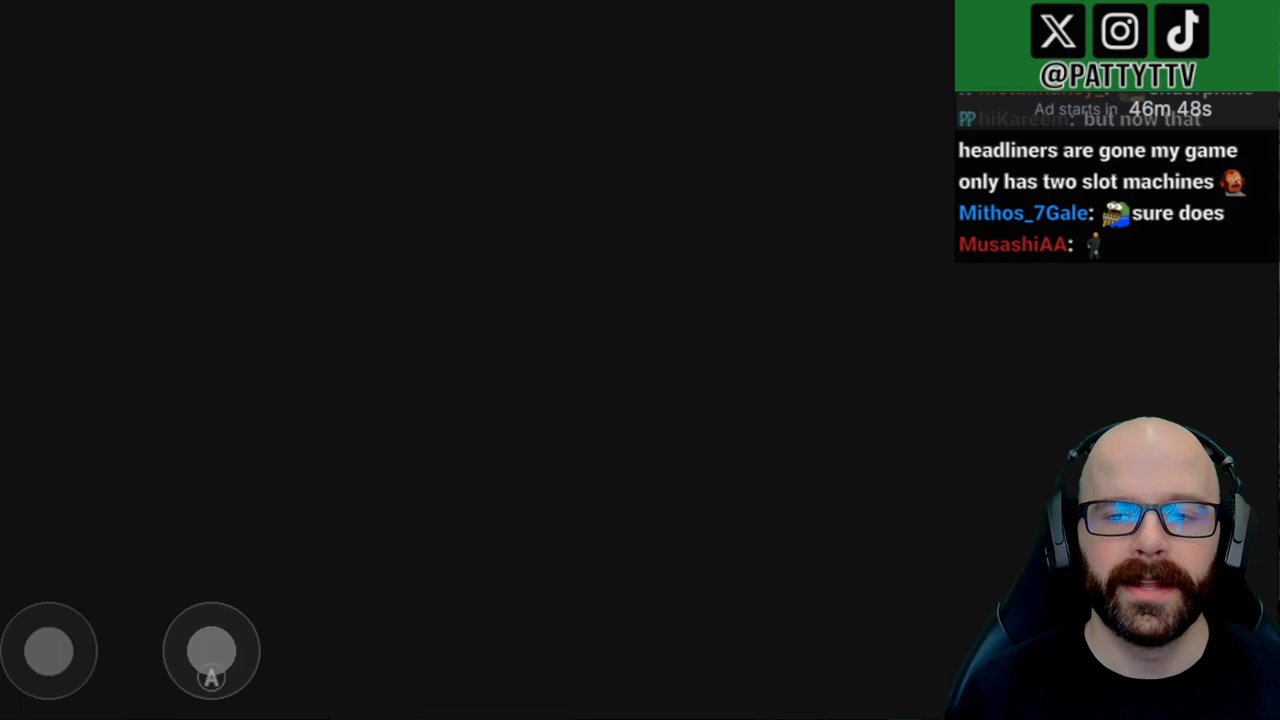 @PATTYTTV
Ad starts in 46m 48s
hiKareem: but now that
headliners are gone my game
only has two slot machines
Mithos_7Gale: sure does
MusashiAA:
A